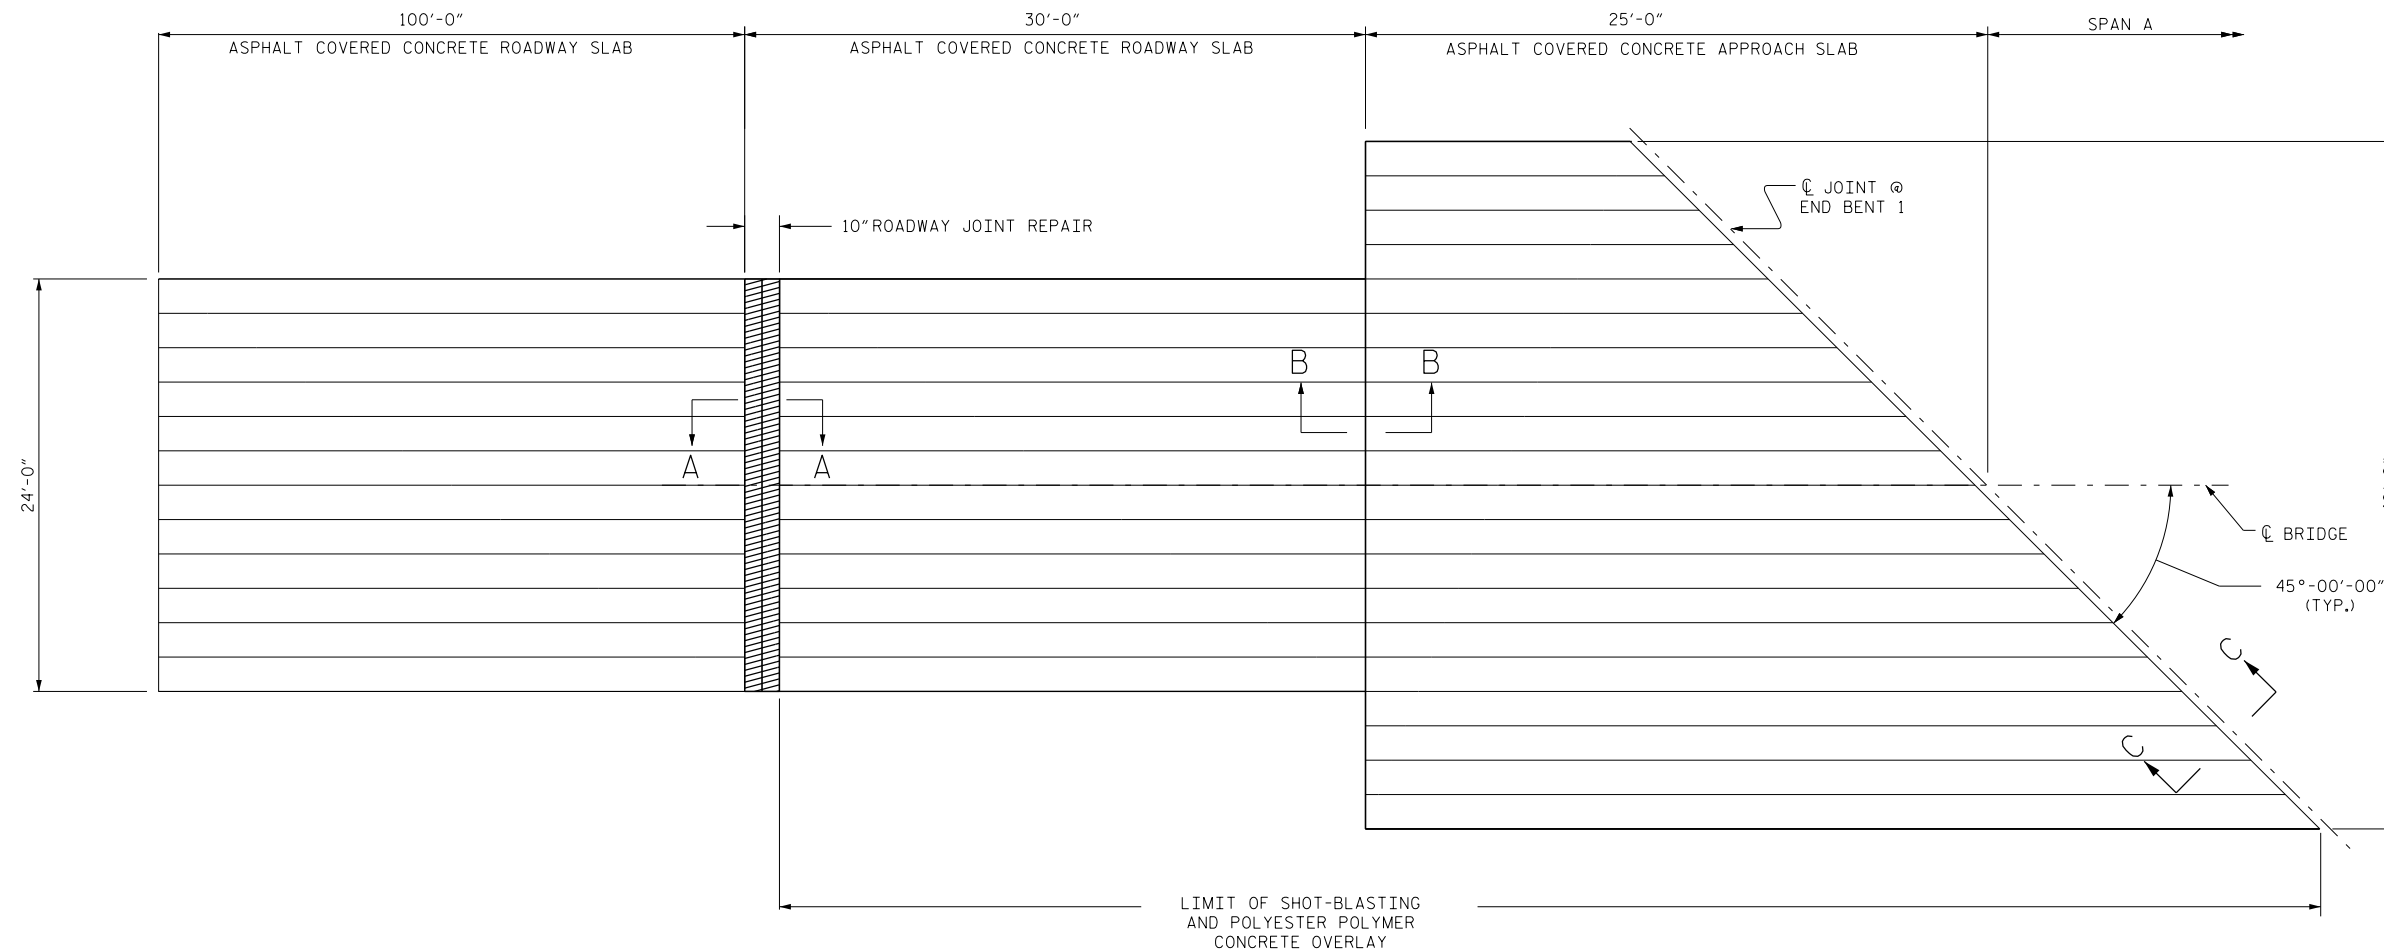 100'-0" 30'-0" 25'-0" SPAN A
ASPHALT COVERED CONCRETE ROADWAY SLAB ASPHALT COVERED CONCRETE ROADWAY SLAB ASPHALT COVERED CONCRETE APPROACH SLAB
℄ JOINT @
END BENT 1
10" ROADWAY JOINT REPAIR
B B
A A
24'-0"
℄ BRIDGE
45°-00'-00"
(TYP.)
C
C
LIMIT OF SHOT-BLASTING
AND POLYESTER POLYMER
CONCRETE OVERLAY